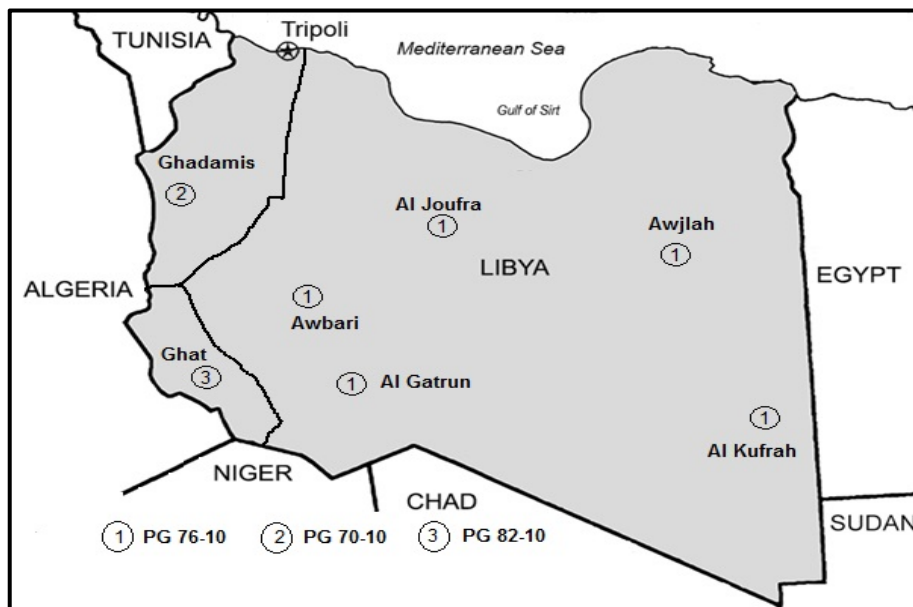 Tripoli
TUNISIA
Mediterranean Sea
Gulf of Sirt
Ghadamis
2
Al Joufra
1
Awjlah
1
LIBYA
EGYPT
ALGERIA
1
Awbari
Ghat
3
1 Al Gatrun
1
Al Kufrah
NIGER
CHAD
SUDAN
1 PG 76-10 2 PG 70-10 3 PG 82-10